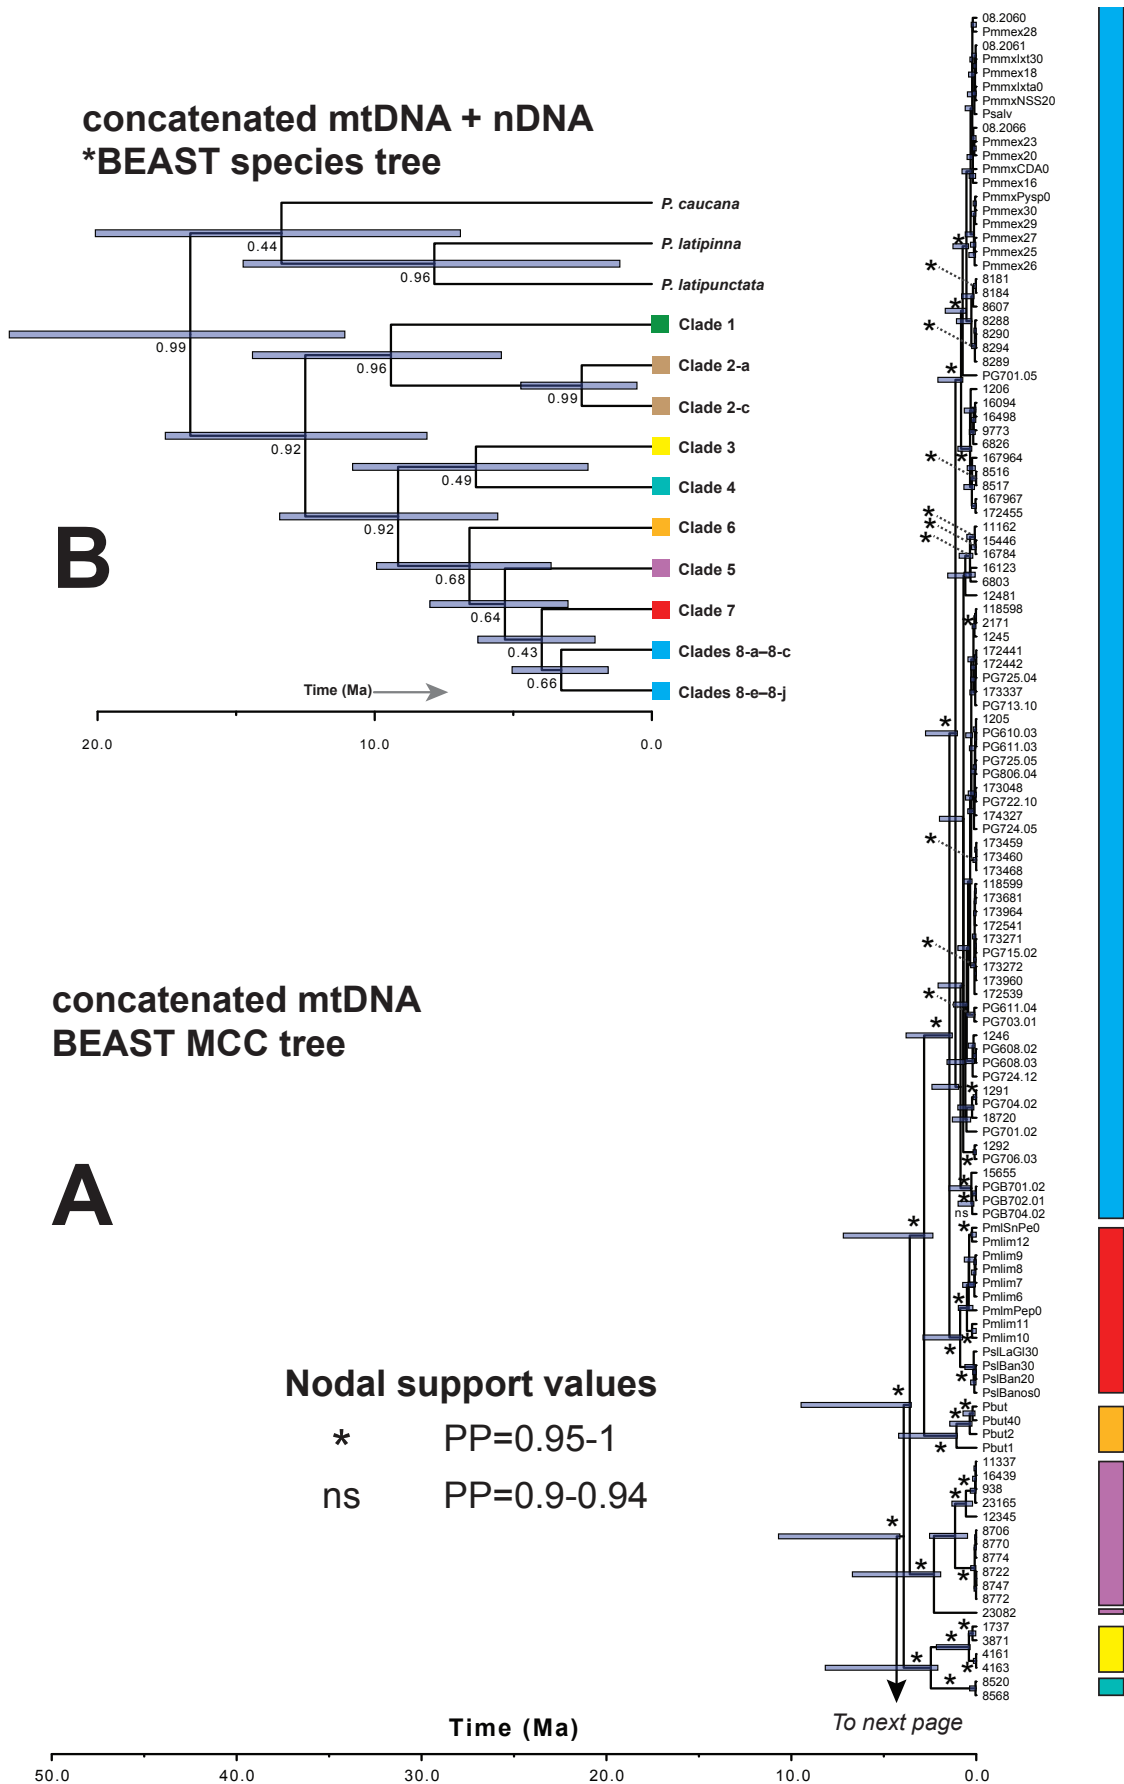 concatenated mtDNA + nDNA
*BEAST species tree
P. caucana
P. latipinna
P. latipunctata
Clade 1
Clade 2-a
Clade 2-c
Clade 3
Clade 4
Clade 6
Clade 5
Clade 7
Clades 8-a–8-c
Clades 8-e–8-j
0.44
0.96
0.99
0.96
0.99
0.92
0.49
0.92
0.68
0.64
0.43
0.66
B
Time (Ma)
20.0 10.0 0.0
concatenated mtDNA
BEAST MCC tree
A
Nodal support values
* PP=0.95-1
ns PP=0.9-0.94
08.2060
Pmmex28
08.2061
Pmmxlxt30
Pmmex18
Pmmxlxta0
PmmxNSS20
Psalv
08.2066
Pmmex23
Pmmex20
PmmxCDA0
Pmmex16
PmmxPysp0
Pmmex30
Pmmex29
Pmmex27
Pmmex25
Pmmex26
8181
8184
8607
8288
8290
8294
8289
PG701.05
1206
16094
16498
9773
6826
167964
8516
8517
167967
172455
11162
15446
16784
16123
6803
12481
118598
2171
1245
172441
172442
PG725.04
173337
PG713.10
1205
PG610.03
PG611.03
PG725.05
PG806.04
173048
PG722.10
174327
PG724.05
173459
173460
173468
118599
173681
173964
172541
173271
PG715.02
173272
173960
172539
PG611.04
PG703.01
1246
PG608.02
PG608.03
PG724.12
1291
PG704.02
18720
PG701.02
1292
PG706.03
15655
PGB701.02
PGB702.01
ns PGB704.02
PmlSnPe0
Pmlim12
Pmlim9
Pmlim8
Pmlim7
Pmlim6
PmlmPep0
Pmlim11
Pmlim10
PslLaGl30
PslBan30
PslBan20
PslBanos0
Pbut
Pbut40
Pbut2
Pbut1
11337
16439
938
23165
12345
8706
8770
8774
8722
8747
8772
23082
1737
3871
4161
4163
8520
8568
To next page
Time (Ma)
50.0 40.0 30.0 20.0 10.0 0.0